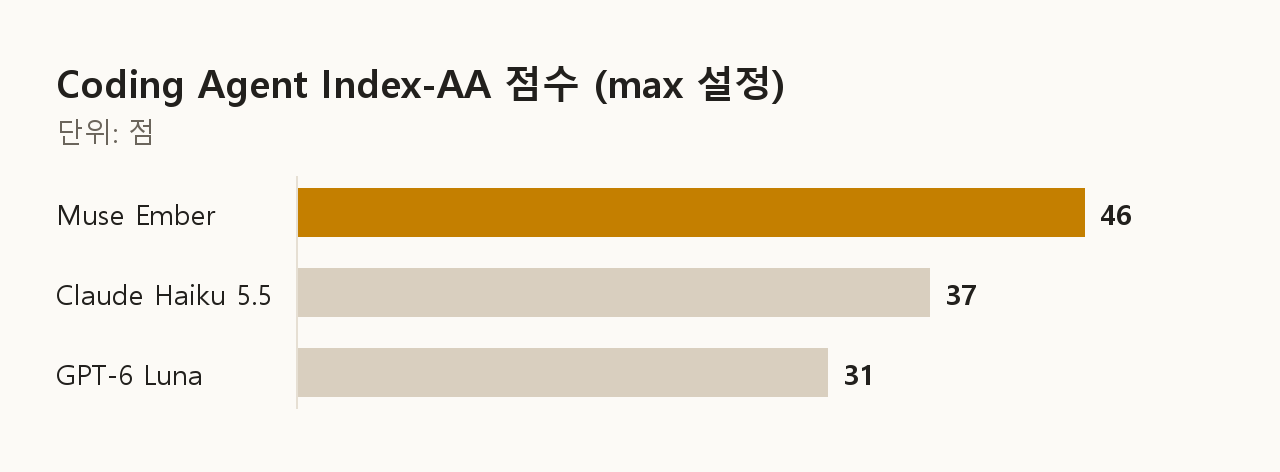 Coding Agent Index-AA 점수 (max 설정)
단위: 점
Muse Ember 46
Claude Haiku 5.5 37
GPT-6 Luna 31